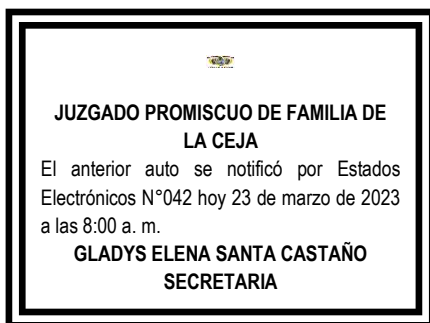 JUZGADO PROMISCUO DE FAMILIA DE
LA CEJA
El anterior auto se notificó por Estados
Electrónicos N°042 hoy 23 de marzo de 2023
a las 8:00 a. m.
GLADYS ELENA SANTA CASTAÑO
SECRETARIA